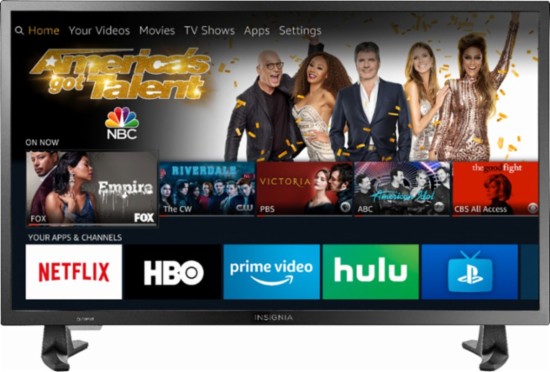 Home Your Videos Movies TV Shows Apps Settings
America's
got Talent
NBC
ON NOW
Empire
FOX
FOX
RIVERDALE
The CW
CW
VICTORIA
PBS
American Idol
ABC
the good fight
CBS All Access
YOUR APPS & CHANNELS
NETFLIX
HBO
prime video
hulu
INSIGNIA